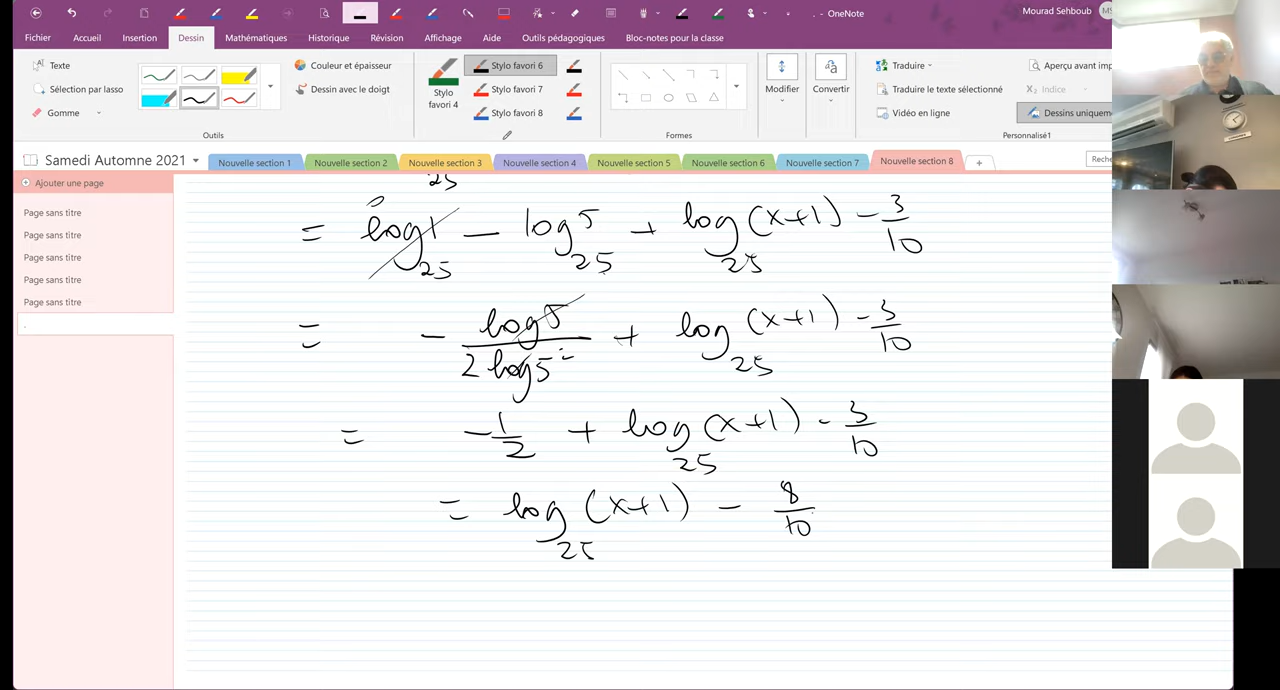 - OneNote
Mourad Sehboub MS
Fichier Accueil Insertion Dessin Mathématiques Historique Révision Affichage Aide Outils pédagogiques Bloc-notes pour la classe
Texte
Sélection par lasso
Gomme
Outils
Couleur et épaisseur
Dessin avec le doigt
Stylo favori 4
Stylo favori 6
Stylo favori 7
Stylo favori 8
Formes
Modifier
Convertir
Traduire
Traduire le texte sélectionné
Vidéo en ligne
Aperçu avant imp
Indice
Dessins uniqueme
Personnalisé1
Samedi Automne 2021 Nouvelle section 1 Nouvelle section 2 Nouvelle section 3 Nouvelle section 4 Nouvelle section 5 Nouvelle section 6 Nouvelle section 7 Nouvelle section 8 + Reche
Ajouter une page
Page sans titre
Page sans titre
Page sans titre
Page sans titre
Page sans titre
25
= log_25 1 - log_25 5 + log_25 (x+1) - 3/10
= - log 5 / 2 log 5 + log_25 (x+1) - 3/10
= -1/2 + log_25 (x+1) - 3/10
= log_25 (x+1) - 8/10